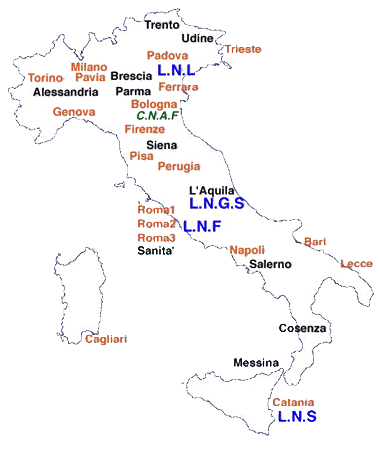 Trento
Udine
Trieste
Padova
Milano
L.N.L
Torino
Pavia
Brescia
Alessandria
Parma
Ferrara
Bologna
Genova
C.N.A.F
Firenze
Siena
Pisa
Perugia
L'Aquila
L.N.G.S
Roma1
Roma2
L.N.F
Roma3
Sanita'
Napoli
Bari
Salerno
Lecce
Cosenza
Cagliari
Messina
Catania
L.N.S